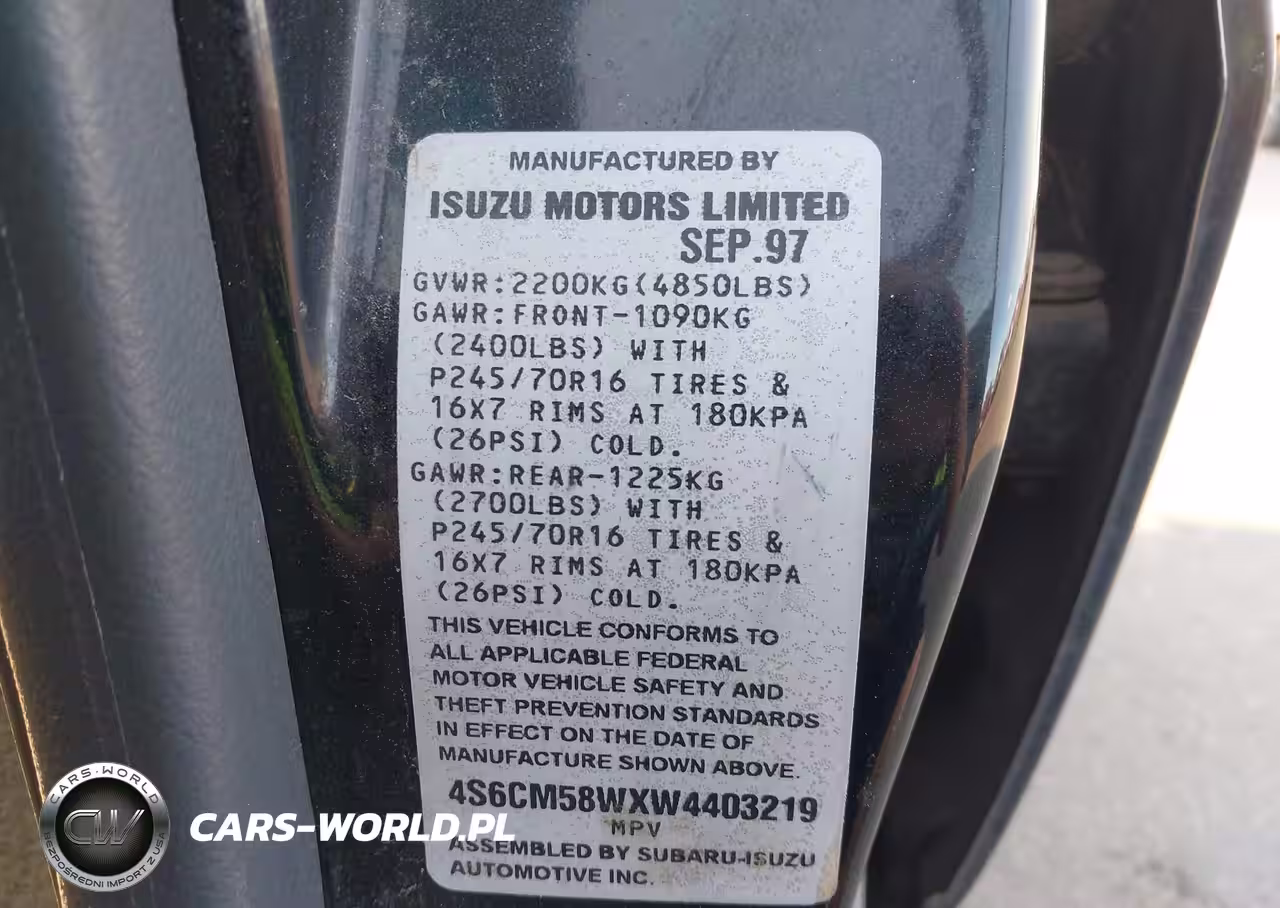 MANUFACTURED BY
ISUZU MOTORS LIMITED
SEP.97
GVWR:2200KG(4850LBS)
GAWR:FRONT-1090KG
(2400LBS) WITH
P245/70R16 TIRES &
16X7 RIMS AT 180KPA
(26PSI) COLD.
GAWR:REAR-1225KG
(2700LBS) WITH
P245/70R16 TIRES &
16X7 RIMS AT 180KPA
(26PSI) COLD.
THIS VEHICLE CONFORMS TO
ALL APPLICABLE FEDERAL
MOTOR VEHICLE SAFETY AND
THEFT PREVENTION STANDARDS
IN EFFECT ON THE DATE OF
MANUFACTURE SHOWN ABOVE.
4S6CM58WXW4403219
MPV
ASSEMBLED BY SUBARU-ISUZU
AUTOMOTIVE INC.
CARS-WORLD
CW
BEZPOŚREDNI IMPORT Z USA
CARS-WORLD.PL